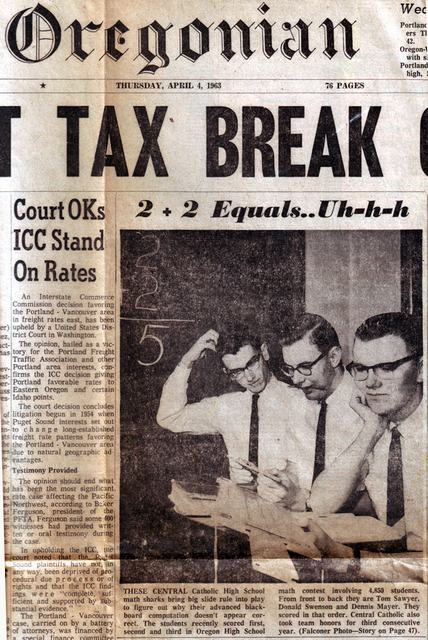 Oregonian
Wea
Portland
ers Th
42.
Oregon-W
with s
Portland
high,
★ THURSDAY, APRIL 4, 1963 76 PAGES
T TAX BREAK
Court OKs
ICC Stand
On Rates
An Interstate Commerce
Commission decision favoring
the Portland - Vancouver area
in freight rates east, has been
upheld by a United States Dis-
trict Court in Washington.
The opinion, hailed as a vic-
tory for the Portland Freight
Traffic Association and other
Portland area interests, con-
firms the ICC decision giving
Portland favorable rates to
Eastern Oregon and certain
Idaho points.
The court decision concludes
litigation begun in 1954 when
Puget Sound interests set out
to change long-established
freight rate patterns favoring
the Portland - Vancouver area
due to natural geographic ad-
vantages.
Testimony Provided
The opinion should end what
has been the most significant
rate case affecting the Pacific
Northwest, according to Baker
Ferguson, president of the
PFTA. Ferguson said some 400
witnesses had provided writ-
ten or oral testimony during
the case.
In upholding the ICC, the
court noted that the Puget
Sound plaintiffs have not, in
any way, been deprived of pro-
cedural due process or
rights and that the ICC find-
ings were "complete, suf-
ficient and supported by sub-
stantial evidence."
The Portland - Vancouver
case, carried on by a battery
of attorneys, was financed by
a special finance committee
2 + 2 Equals..Uh-h-h
2
2
5
THESE CENTRAL Catholic High School
math sharks bring big slide rule into play
to figure out why their advanced black-
board computation doesn't appear cor-
rect. The students recently scored first,
second and third in Oregon High School
math contest involving 4,850 students.
From front to back they are Tom Sawyer,
Donald Swenson and Dennis Mayer. They
scored in that order. Central Catholic also
took team honors for third consecutive
year. (Falconer Photo—Story on Page 47).